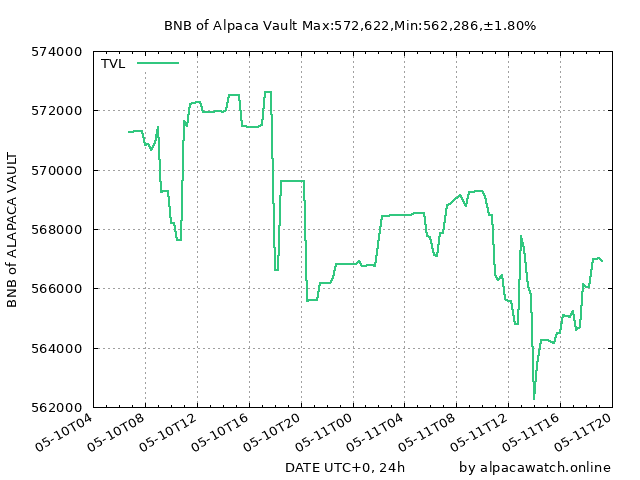 BNB of Alpaca Vault Max:572,622,Min:562,286,±1.80%
TVL
574000
572000
570000
568000
566000
564000
562000
BNB of ALAPACA VAULT
05-10T04
05-10T08
05-10T12
05-10T16
05-10T20
05-11T00
05-11T04
05-11T08
05-11T12
05-11T16
05-11T20
DATE UTC+0, 24h
by alpacawatch.online